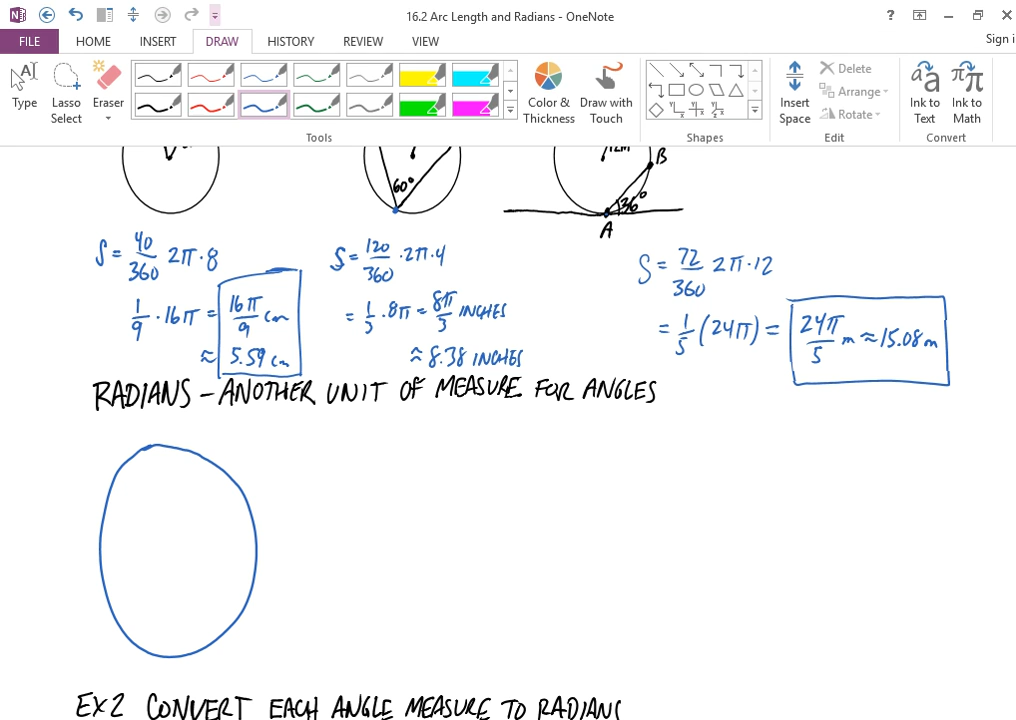 16.2 Arc Length and Radians - OneNote
?
Sign i
FILE HOME INSERT DRAW HISTORY REVIEW VIEW
Type
Lasso Select
Eraser
Color & Thickness
Draw with Touch
Insert Space
Delete
Arrange
Rotate
Ink to Text
Ink to Math
Tools
Shapes
Edit
Convert
60°
12m
B
36°
A
S = 40/360 2π·8
1/9 · 16π = 16π/9 cm
≈ 5.59 cm
S = 120/360 · 2π·4
= 1/3 · 8π = 8π/3 INCHES
≈ 8.38 INCHES
S = 72/360 2π·12
= 1/5 (24π) = 24π/5 m ≈ 15.08 m
RADIANS - ANOTHER UNIT OF MEASURE FOR ANGLES
EX2 CONVERT EACH ANGLE MEASURE TO RADIANS